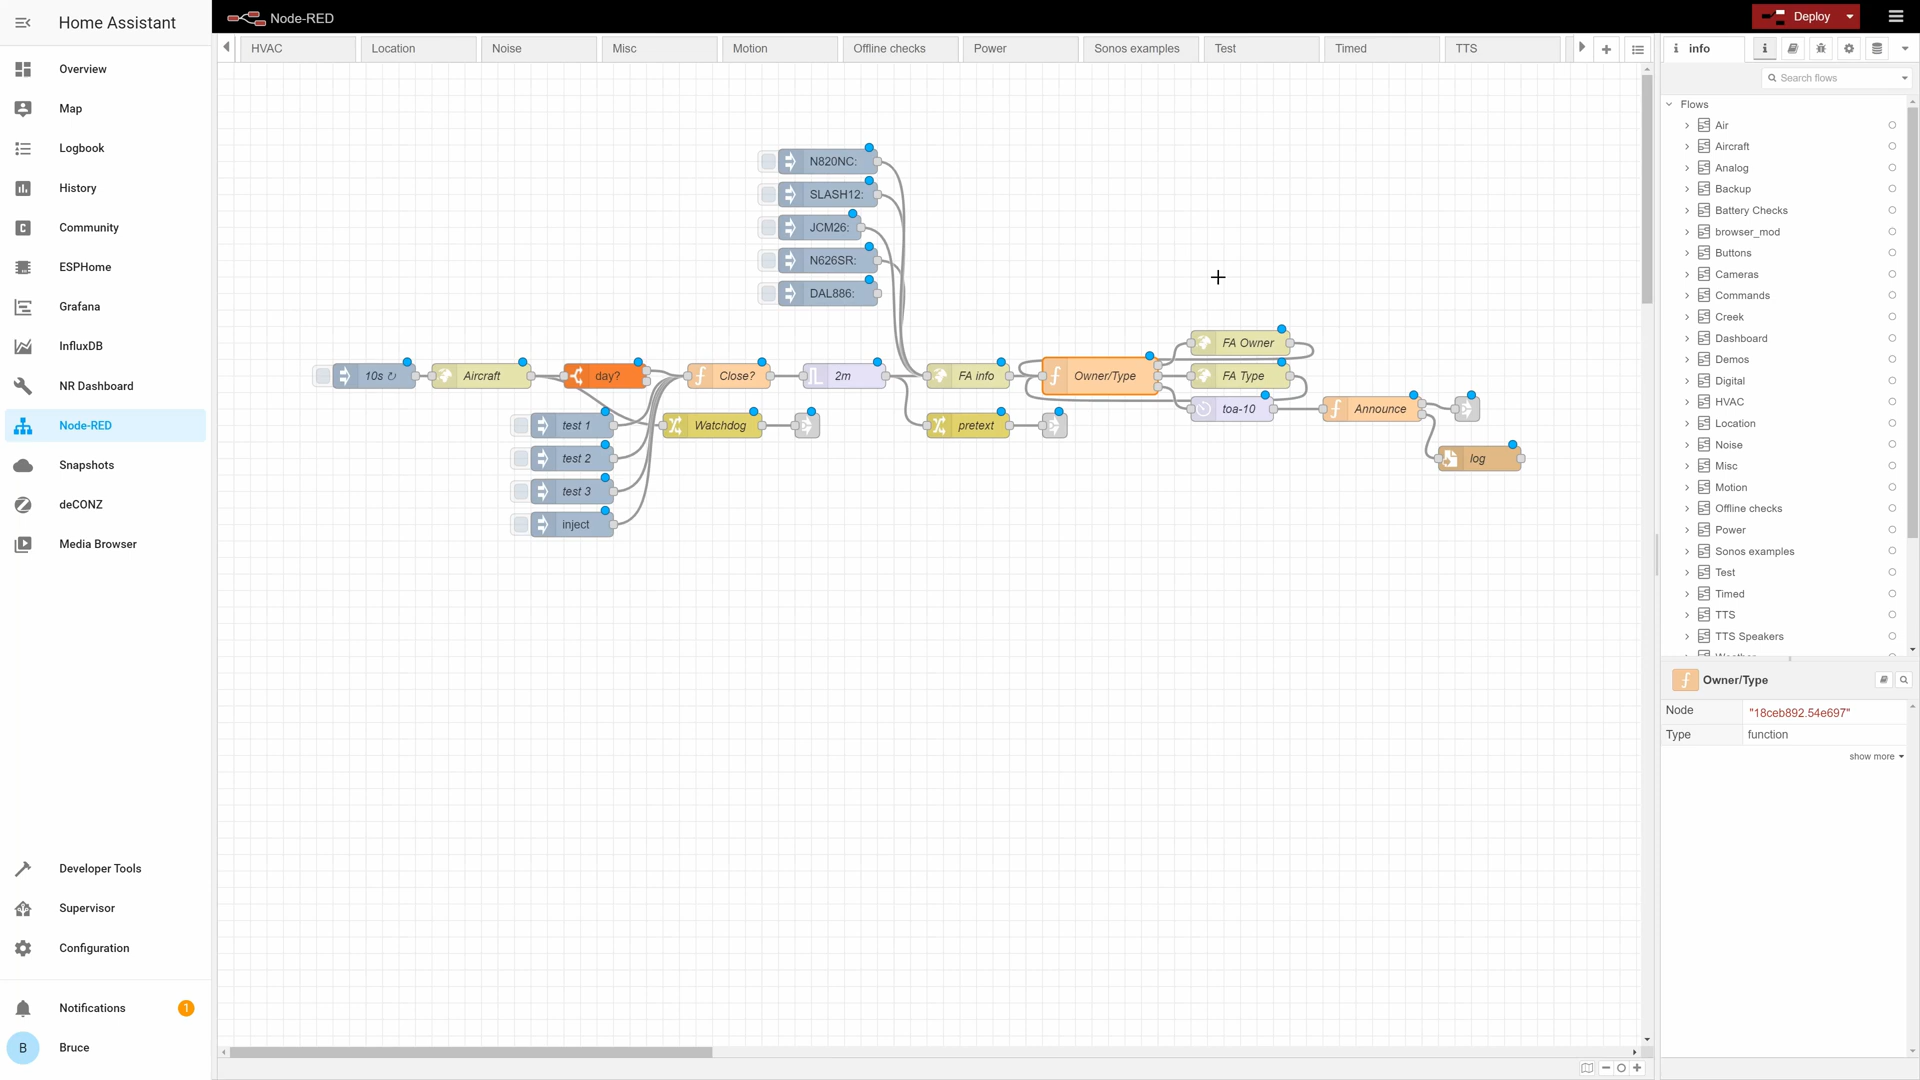 Home Assistant
Overview
Map
Logbook
History
Community
ESPHome
Grafana
InfluxDB
NR Dashboard
Node-RED
Snapshots
deCONZ
Media Browser
Developer Tools
Supervisor
Configuration
Notifications 1
B Bruce
Node-RED
Deploy
HVAC Location Noise Misc Motion Offline checks Power Sonos examples Test Timed TTS
N820NC:
SLASH12:
JCM26:
N626SR:
DAL886:
FA Owner
10s ↻ Aircraft day? Close? 2m FA info Owner/Type FA Type
toa-10 Announce
test 1 Watchdog pretext
test 2 log
test 3
inject
i info
Search flows
Flows
Air
Aircraft
Analog
Backup
Battery Checks
browser_mod
Buttons
Cameras
Commands
Creek
Dashboard
Demos
Digital
HVAC
Location
Noise
Misc
Motion
Offline checks
Power
Sonos examples
Test
Timed
TTS
TTS Speakers
Owner/Type
Node "18ceb892.54e697"
Type function
show more